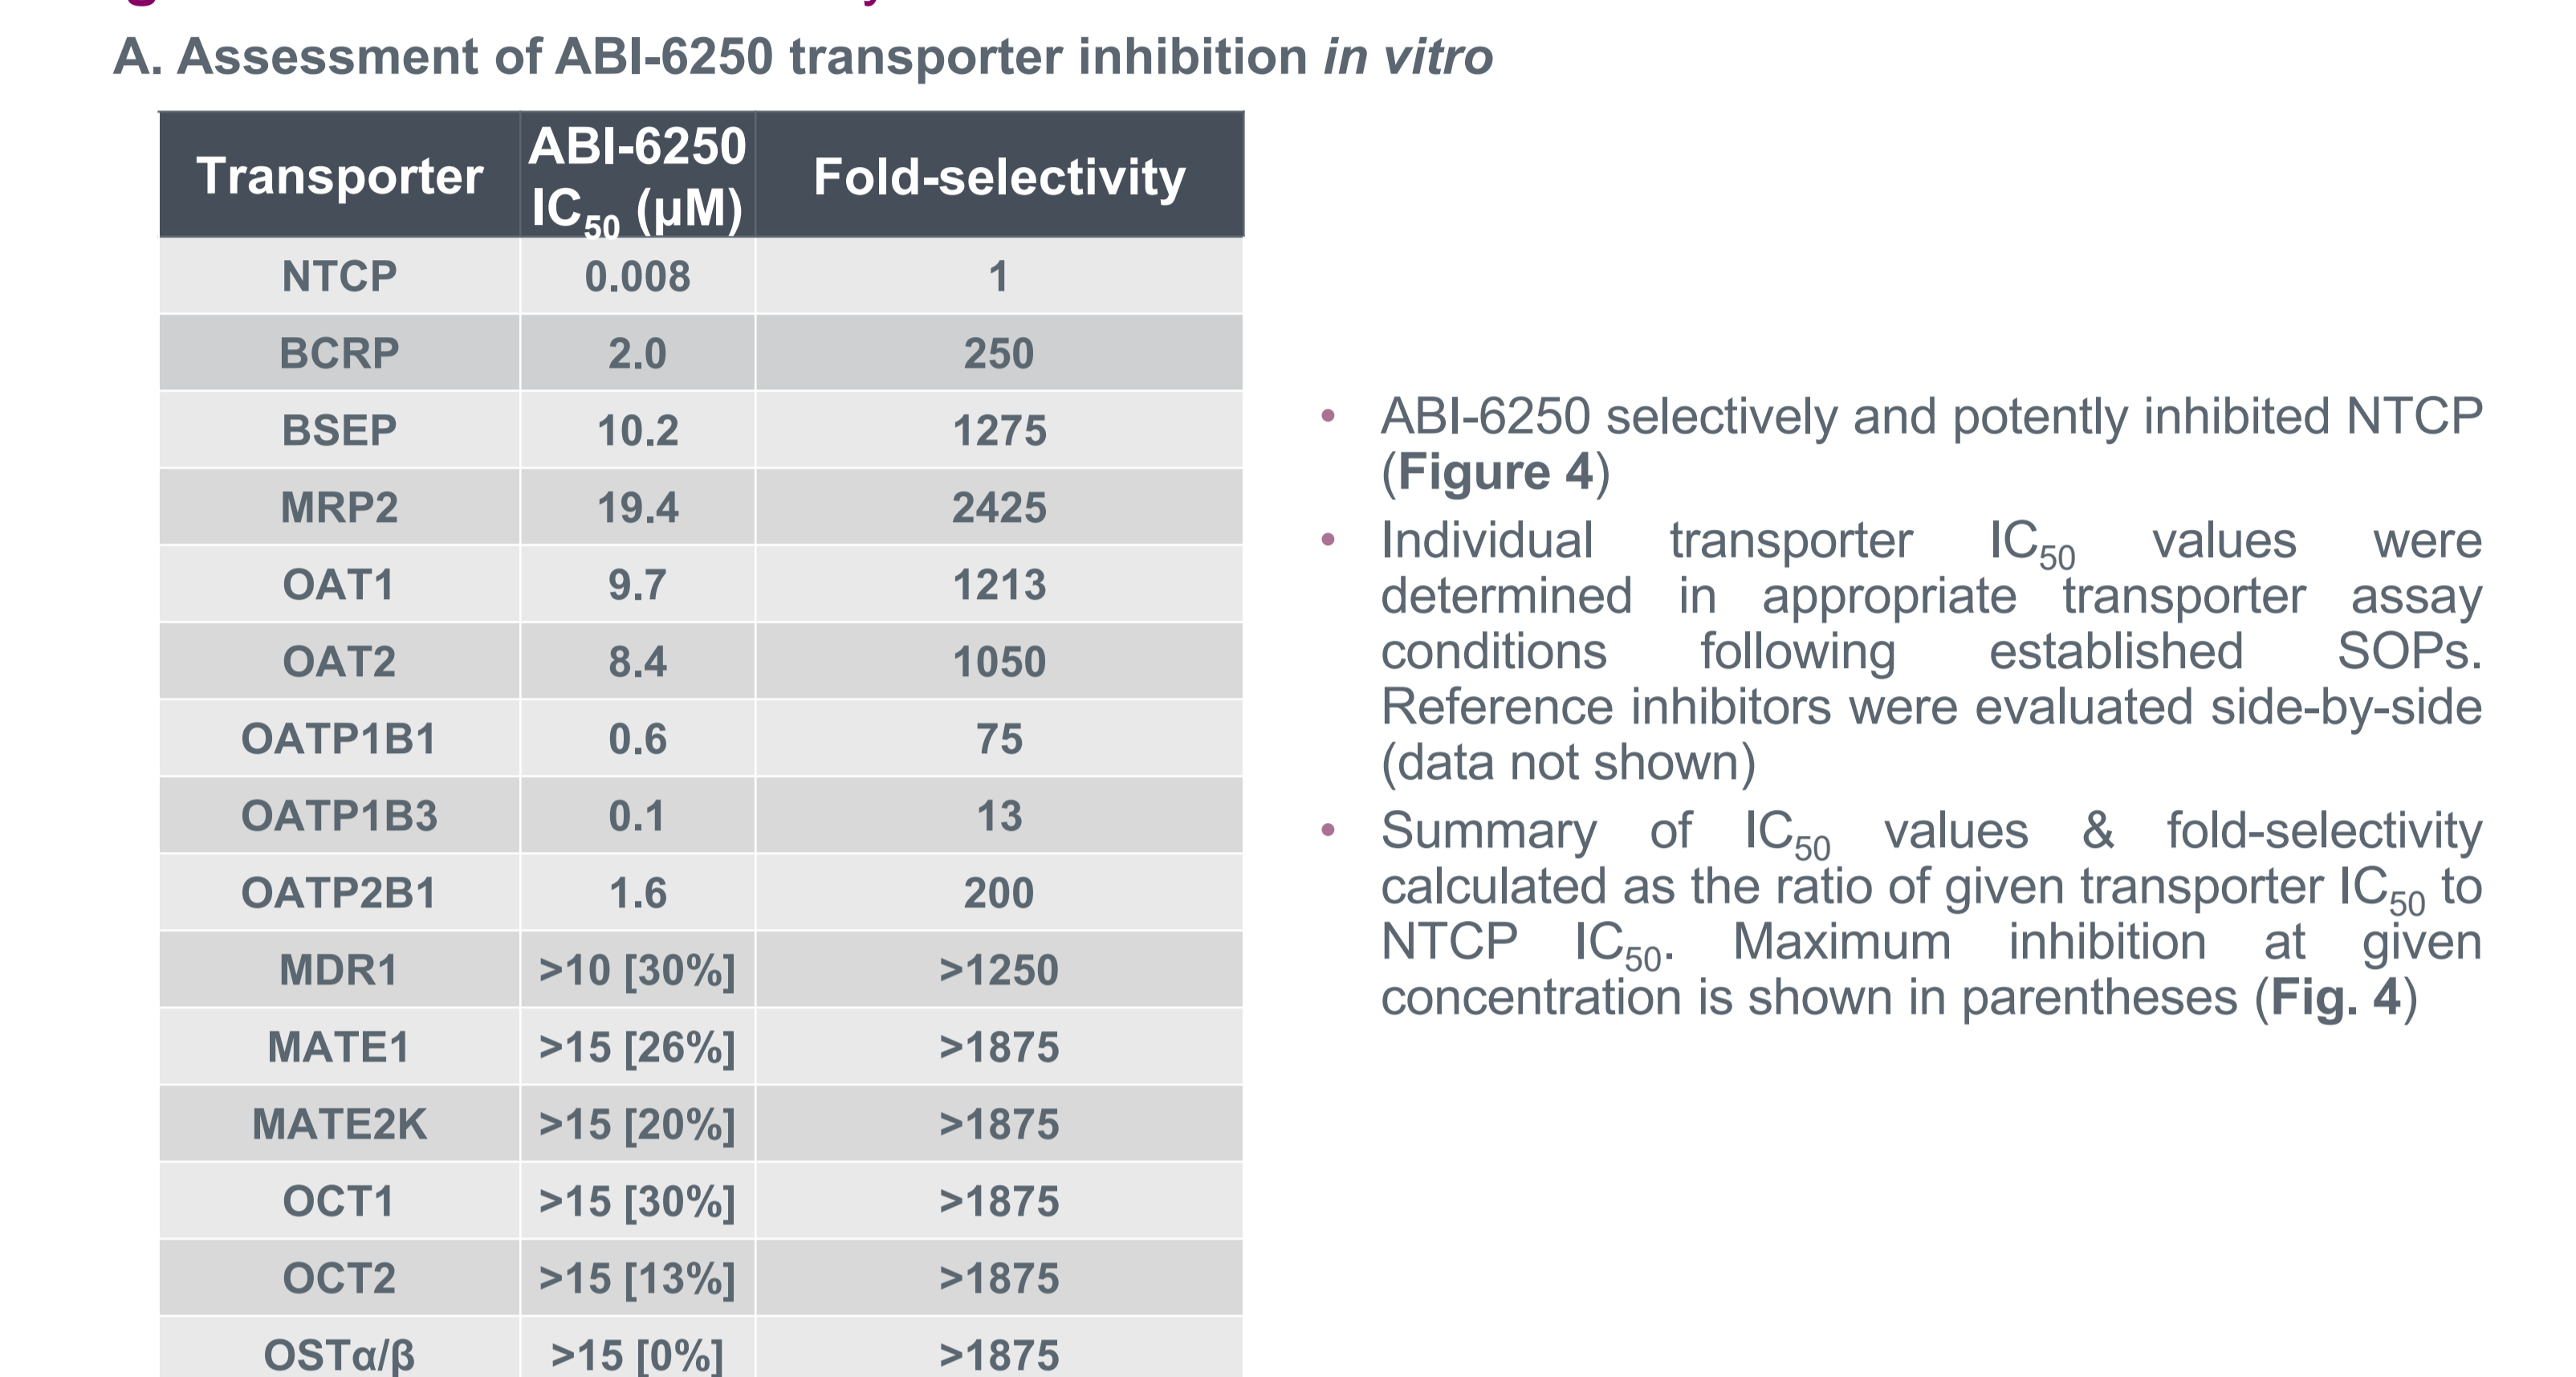 A. Assessment of ABI-6250 transporter inhibition in vitro
Transporter ABI-6250 IC50 (µM) Fold-selectivity
NTCP 0.008 1
BCRP 2.0 250
BSEP 10.2 1275
MRP2 19.4 2425
OAT1 9.7 1213
OAT2 8.4 1050
OATP1B1 0.6 75
OATP1B3 0.1 13
OATP2B1 1.6 200
MDR1 >10 [30%] >1250
MATE1 >15 [26%] >1875
MATE2K >15 [20%] >1875
OCT1 >15 [30%] >1875
OCT2 >15 [13%] >1875
OSTα/β >15 [0%] >1875
• ABI-6250 selectively and potently inhibited NTCP
(Figure 4)
• Individual transporter IC50 values were
determined in appropriate transporter assay
conditions following established SOPs.
Reference inhibitors were evaluated side-by-side
(data not shown)
• Summary of IC50 values & fold-selectivity
calculated as the ratio of given transporter IC50 to
NTCP IC50. Maximum inhibition at given
concentration is shown in parentheses (Fig. 4)